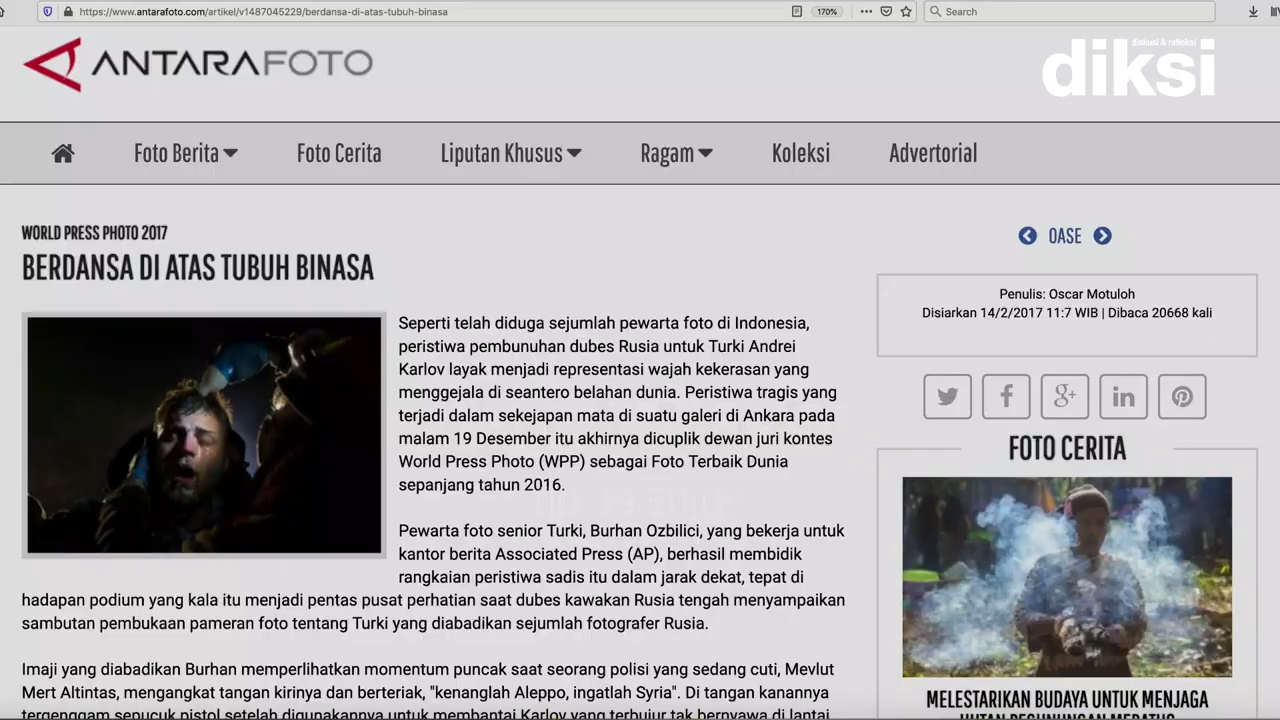 https://www.antarafoto.com/artikel/v1487045229/berdansa-di-atas-tubuh-binasa
170%
Search
ANTARAFOTO
diskusi & refleksi
diksi
Foto Berita
Foto Cerita
Liputan Khusus
Ragam
Koleksi
Advertorial
WORLD PRESS PHOTO 2017
BERDANSA DI ATAS TUBUH BINASA
Seperti telah diduga sejumlah pewarta foto di Indonesia,
peristiwa pembunuhan dubes Rusia untuk Turki Andrei
Karlov layak menjadi representasi wajah kekerasan yang
menggejala di seantero belahan dunia. Peristiwa tragis yang
terjadi dalam sekejapan mata di suatu galeri di Ankara pada
malam 19 Desember itu akhirnya dicuplik dewan juri kontes
World Press Photo (WPP) sebagai Foto Terbaik Dunia
sepanjang tahun 2016.
Pewarta foto senior Turki, Burhan Ozbilici, yang bekerja untuk
kantor berita Associated Press (AP), berhasil membidik
rangkaian peristiwa sadis itu dalam jarak dekat, tepat di
hadapan podium yang kala itu menjadi pentas pusat perhatian saat dubes kawakan Rusia tengah menyampaikan
sambutan pembukaan pameran foto tentang Turki yang diabadikan sejumlah fotografer Rusia.
Imaji yang diabadikan Burhan memperlihatkan momentum puncak saat seorang polisi yang sedang cuti, Mevlut
Mert Altintas, mengangkat tangan kirinya dan berteriak, "kenanglah Aleppo, ingatlah Syria". Di tangan kanannya
tergenggam sepucuk pistol setelah digunakannya untuk membantai Karlov yang terbujur tak bernyawa di lantai
OASE
Penulis: Oscar Motuloh
Disiarkan 14/2/2017 11:7 WIB | Dibaca 20668 kali
FOTO CERITA
MELESTARIKAN BUDAYA UNTUK MENJAGA
HUTAN PEGUNUNGAN MERATUS